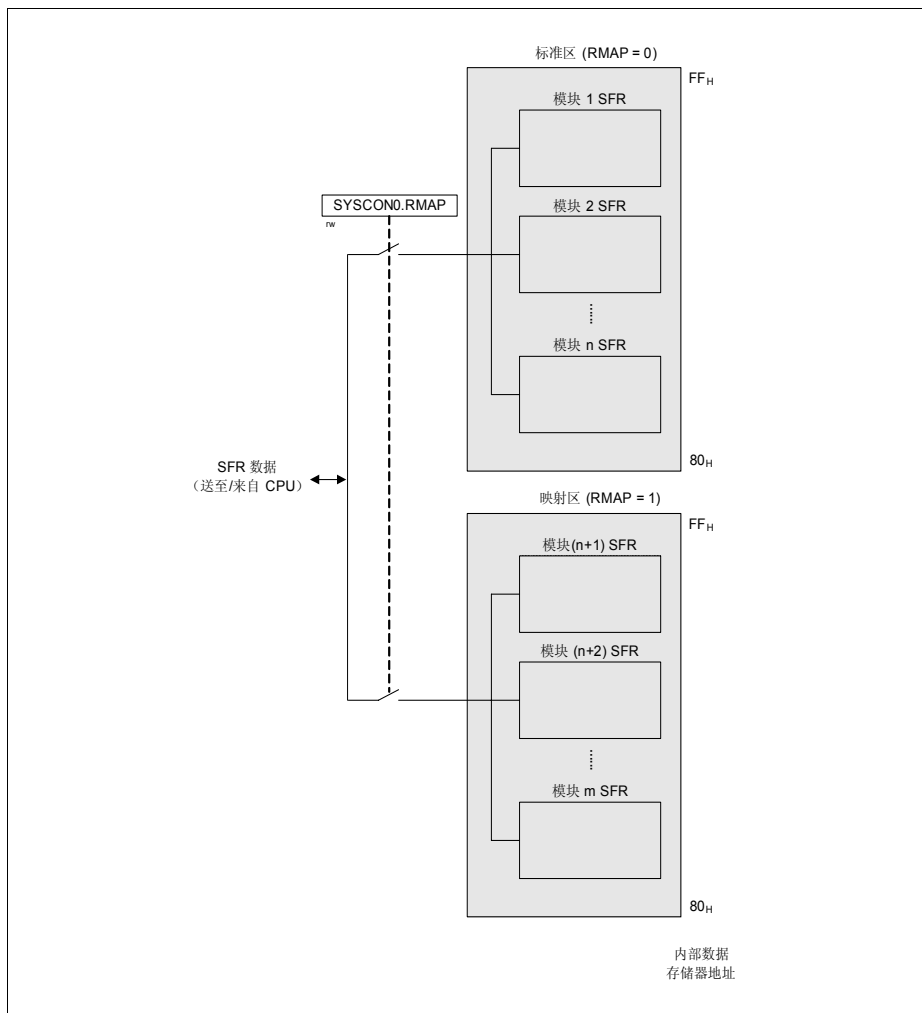 标准区 (RMAP = 0)
FFH
模块 1 SFR
SYSCON0.RMAP
rw
模块 2 SFR
模块 n SFR
80H
SFR 数据
（送至/来自 CPU）
映射区 (RMAP = 1)
FFH
模块(n+1) SFR
模块 (n+2) SFR
模块 m SFR
80H
内部数据
存储器地址